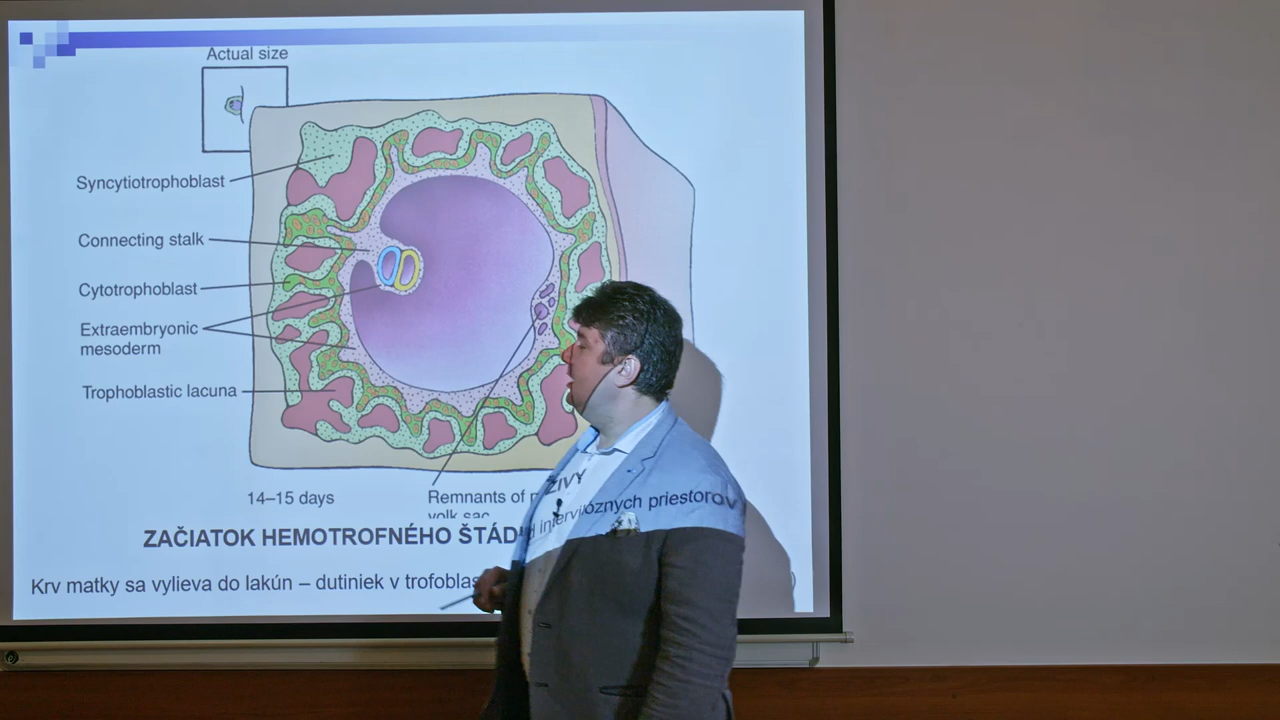 Actual size
Syncytiotrophoblast
Connecting stalk
Cytotrophoblast
Extraembryonic
mesoderm
Trophoblastic lacuna
14–15 days
Remnants of
yolk sac
ZAČIATOK HEMOTROFNÉHO ŠTÁD ŽIVY
Krv matky sa vylieva do lakún – dutiniek v trofoblas intervilóznych priestorov